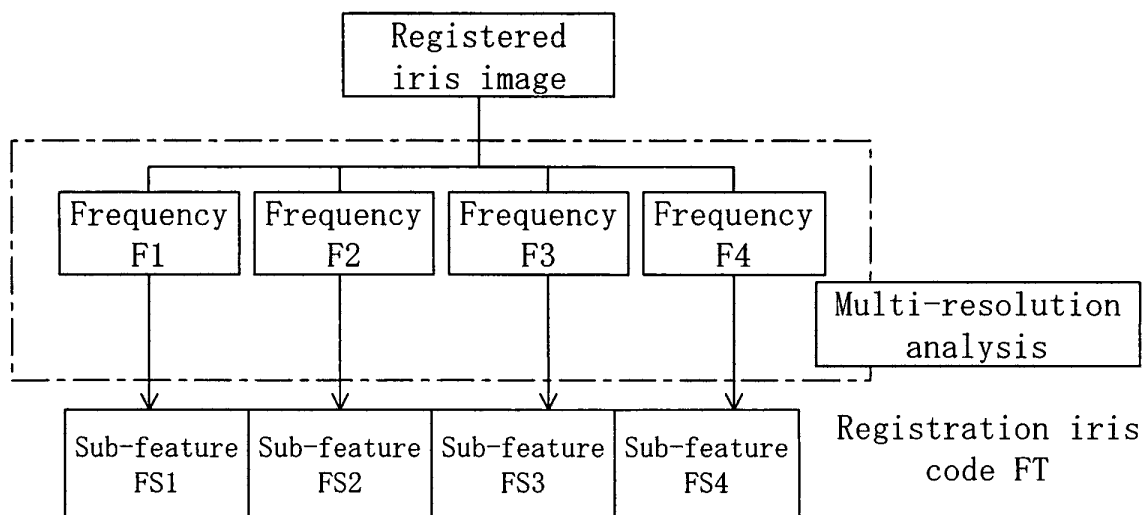 Registered
iris image
Frequency
F1
Frequency
F2
Frequency
F3
Frequency
F4
Multi-resolution
analysis
Sub-feature
FS1
Sub-feature
FS2
Sub-feature
FS3
Sub-feature
FS4
Registration iris
code FT